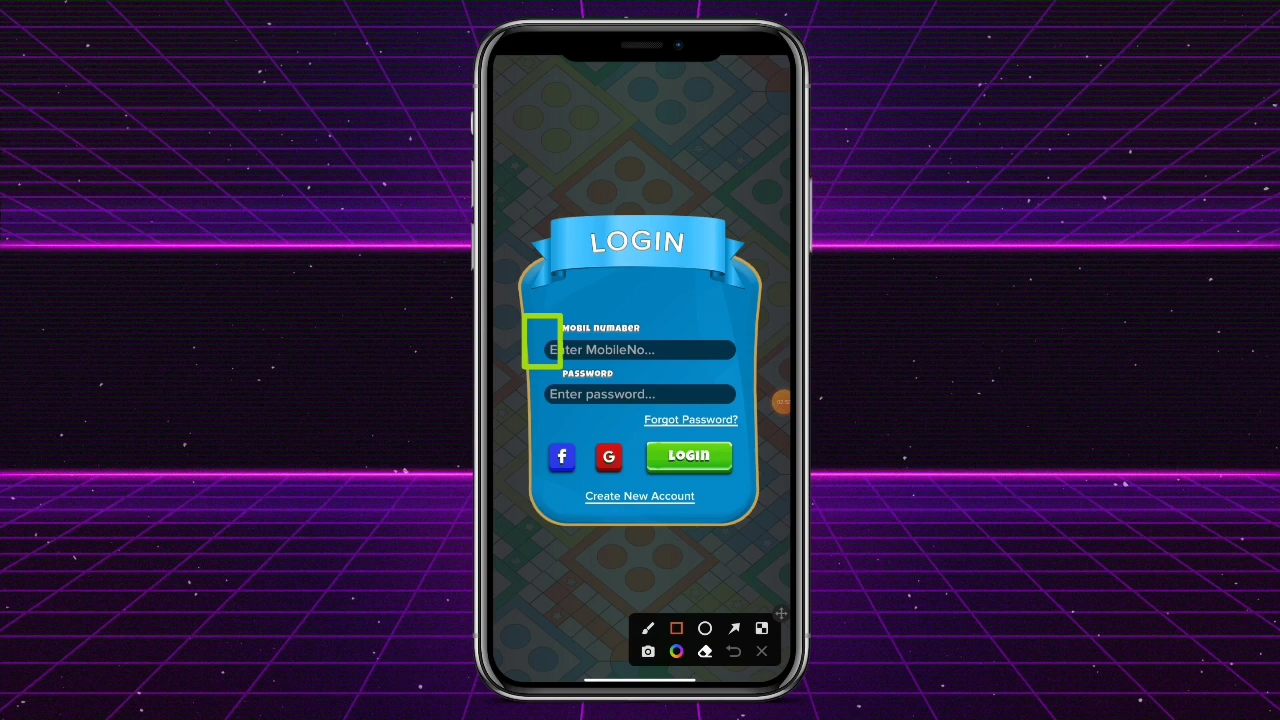 LOGIN
MOBIL NUMABER
Enter MobileNo...
PASSWORD
Enter password...
Forgot Password?
f
G
LOGIN
Create New Account